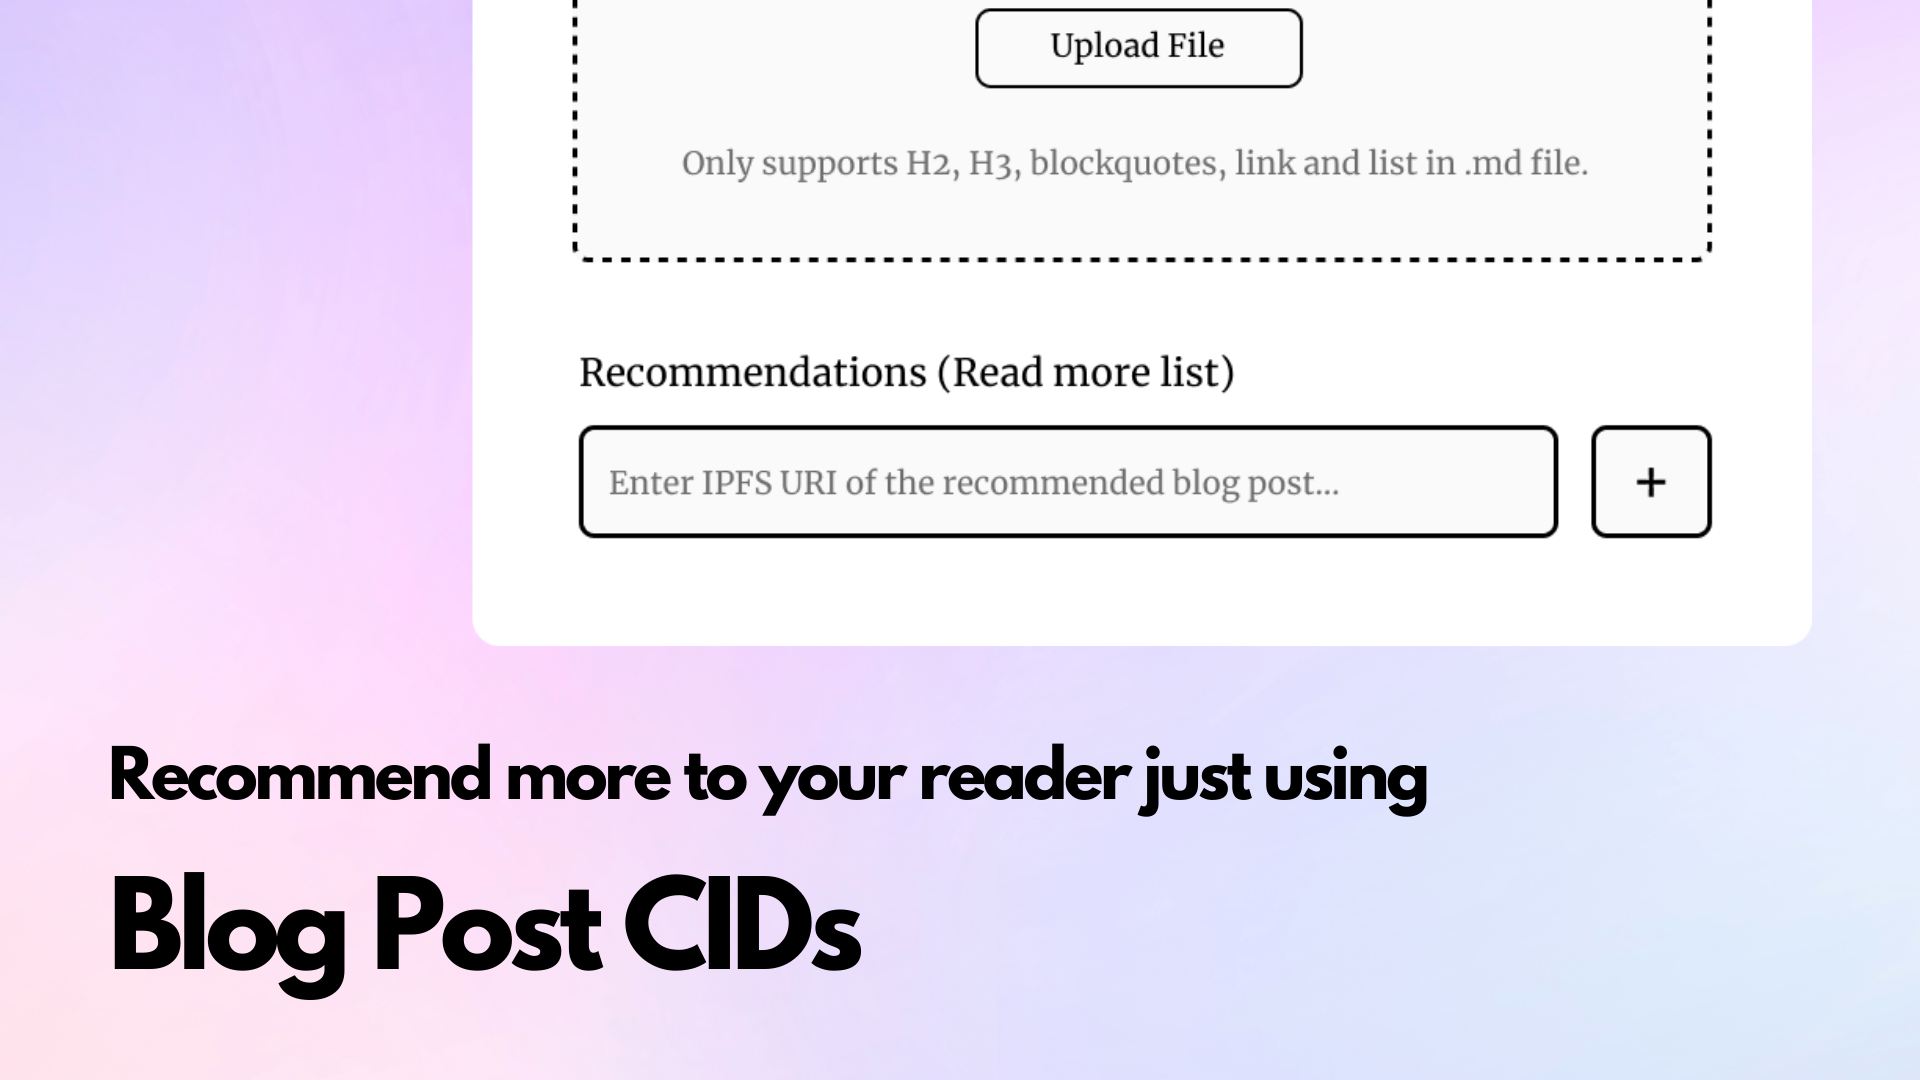 Upload File
Only supports H2, H3, blockquotes, link and list in .md file.
Recommendations (Read more list)
Enter IPFS URI of the recommended blog post...
+
Recommend more to your reader just using
Blog Post CIDs